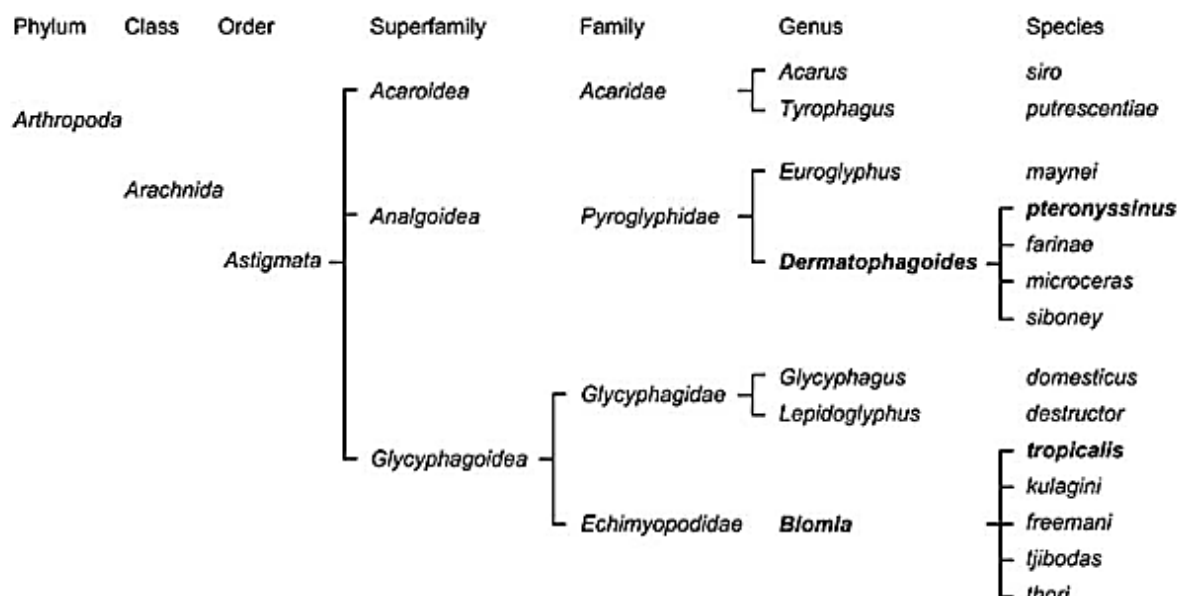 Phylum Class Order Superfamily Family Genus Species
Acarus siro
Acaroidea Acaridae
Tyrophagus putrescentiae
Arthropoda
Euroglyphus maynei
Arachnida
pteronyssinus
Analgoidea Pyroglyphidae
farinae
Astigmata Dermatophagoides
microceras
siboney
Glycyphagus domesticus
Glycyphagidae
Lepidoglyphus destructor
tropicalis
Glycyphagoidea
kulagini
Echimyopodidae Blomia freemani
tjibodas
thori